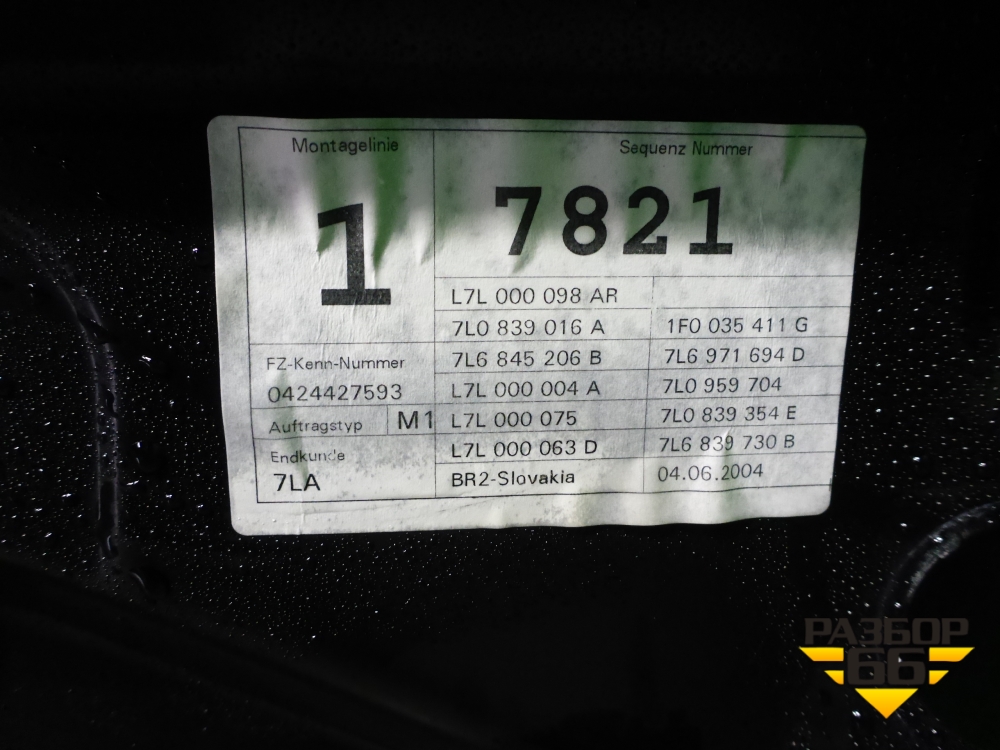 Montagelinie
Sequenz Nummer
1
7821
L7L 000 098 AR
7L0 839 016 A
1F0 035 411 G
FZ-Kenn-Nummer
7L6 845 206 B
7L6 971 694 D
0424427593
L7L 000 004 A
7L0 959 704
Auftragstyp
M1
L7L 000 075
7L0 839 354 E
Endkunde
L7L 000 063 D
7L6 839 730 B
7LA
BR2-Slovakia
04.06.2004
РАЗБОР
66